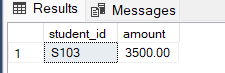 Results Messages
student_id amount
1 S103 3500.00